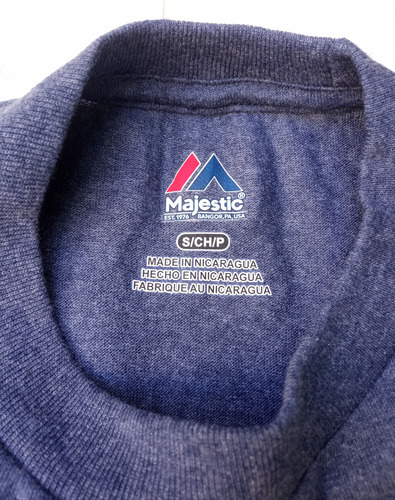 Majestic®
EST. 1976 BANGOR, PA, USA
S/CH/P
MADE IN NICARAGUA
HECHO EN NICARAGUA
FABRIQUE AU NICARAGUA